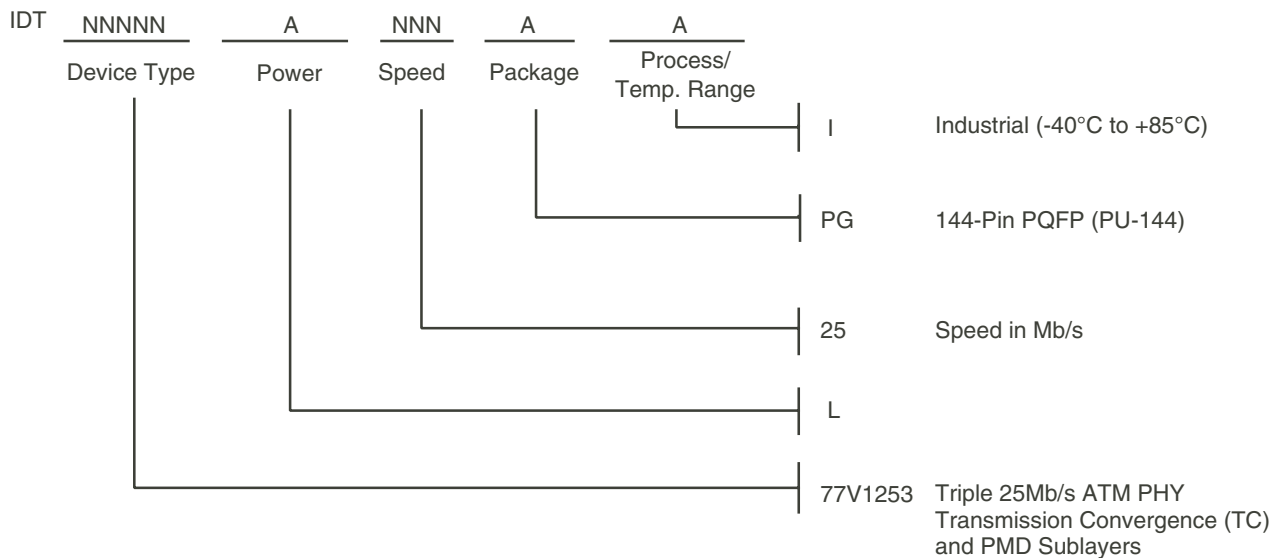 IDT NNNNN A NNN A A
Device Type Power Speed Package Process/
Temp. Range
I Industrial (-40°C to +85°C)
PG 144-Pin PQFP (PU-144)
25 Speed in Mb/s
L
77V1253 Triple 25Mb/s ATM PHY
Transmission Convergence (TC)
and PMD Sublayers